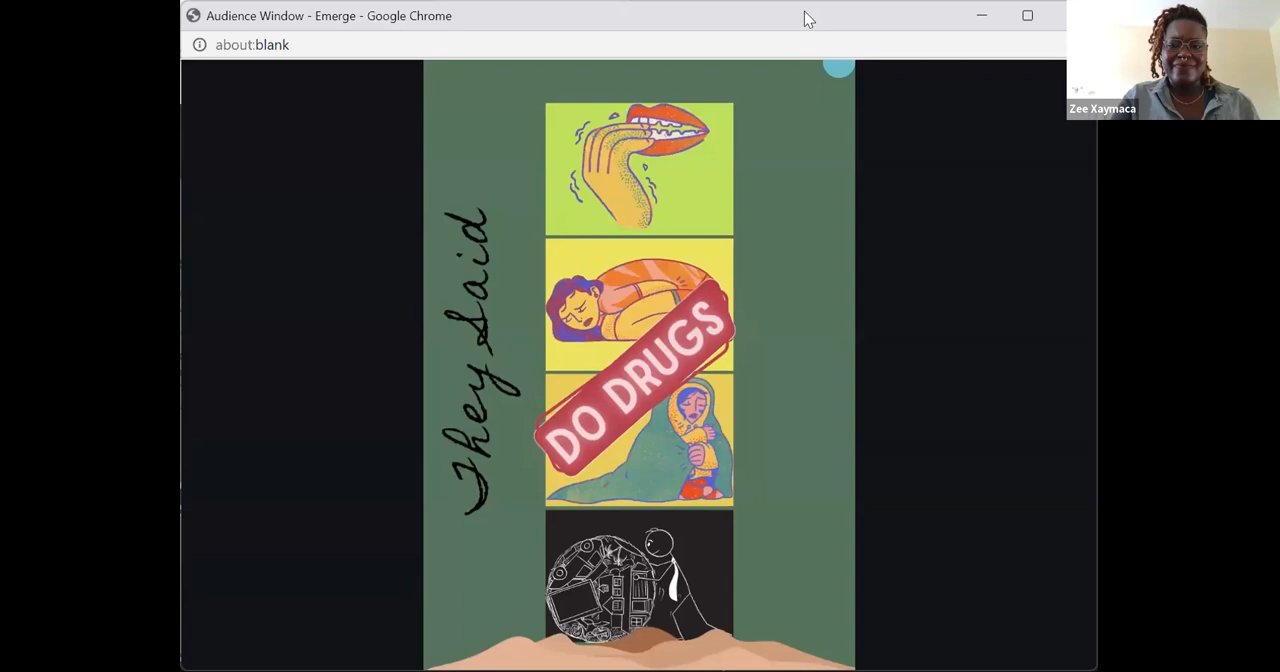 Audience Window - Emerge - Google Chrome
about:blank
Zee Xaymaca
They Said
DO DRUGS